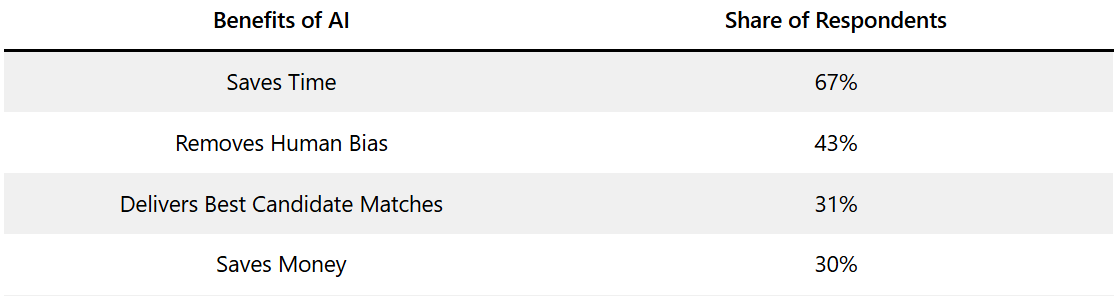 Benefits of AI Share of Respondents
Saves Time 67%
Removes Human Bias 43%
Delivers Best Candidate Matches 31%
Saves Money 30%